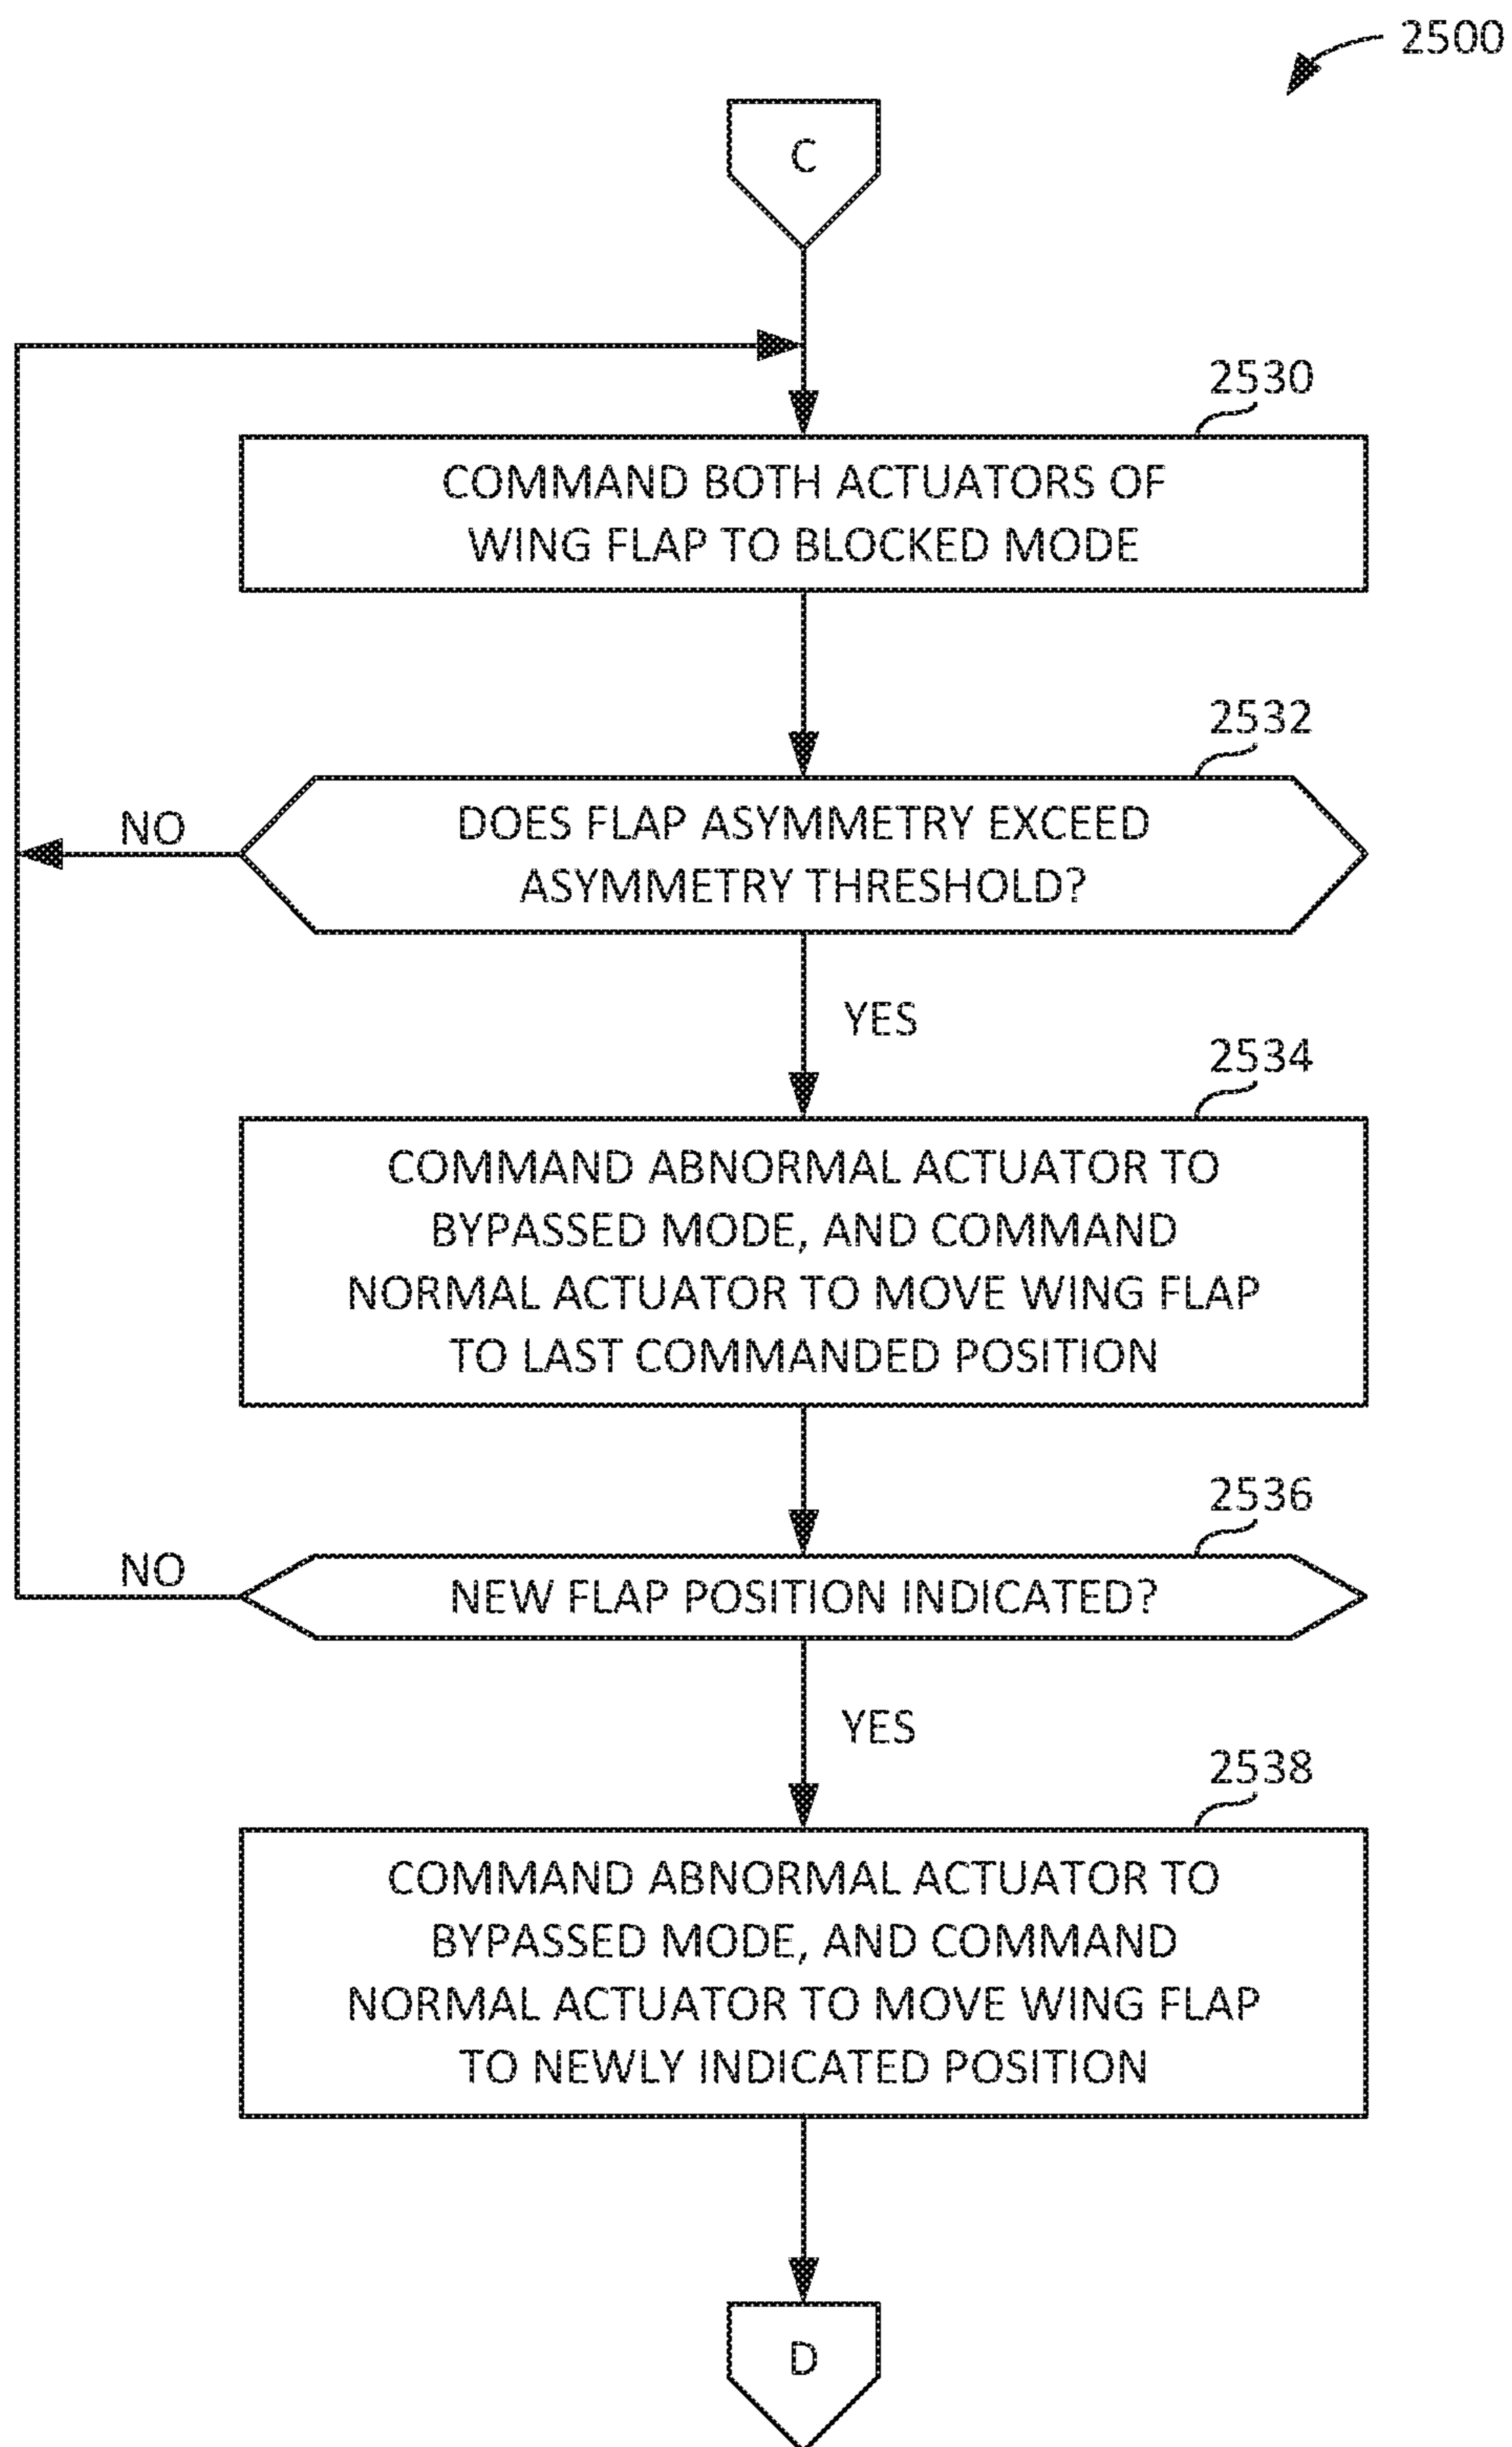 2500
C
2530
COMMAND BOTH ACTUATORS OF
WING FLAP TO BLOCKED MODE
2532
DOES FLAP ASYMMETRY EXCEED
ASYMMETRY THRESHOLD?
NO
YES
2534
COMMAND ABNORMAL ACTUATOR TO
BYPASSED MODE, AND COMMAND
NORMAL ACTUATOR TO MOVE WING FLAP
TO LAST COMMANDED POSITION
2536
NEW FLAP POSITION INDICATED?
NO
YES
2538
COMMAND ABNORMAL ACTUATOR TO
BYPASSED MODE, AND COMMAND
NORMAL ACTUATOR TO MOVE WING FLAP
TO NEWLY INDICATED POSITION
D